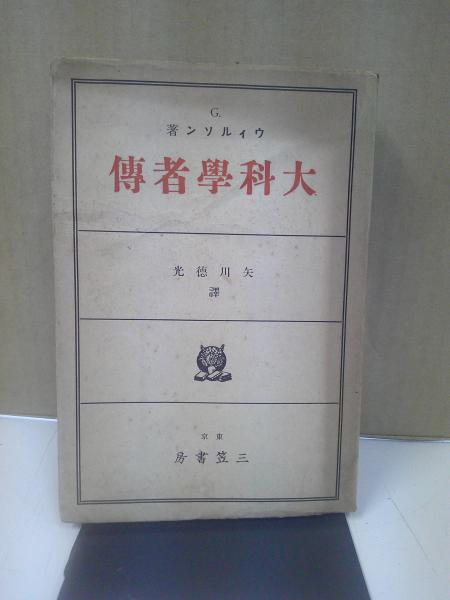 G.
ウィルソン著
大科學者傳
矢川德光
譯
東京
三笠書房